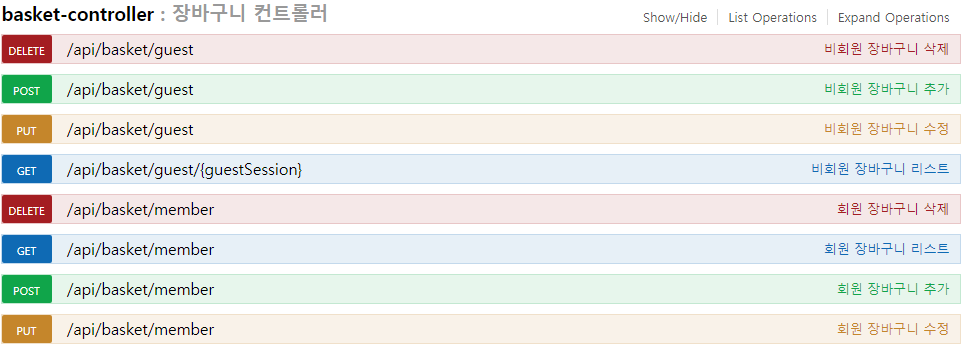 basket-controller : 장바구니 컨트롤러 Show/Hide List Operations Expand Operations
DELETE /api/basket/guest 비회원 장바구니 삭제
POST /api/basket/guest 비회원 장바구니 추가
PUT /api/basket/guest 비회원 장바구니 수정
GET /api/basket/guest/{guestSession} 비회원 장바구니 리스트
DELETE /api/basket/member 회원 장바구니 삭제
GET /api/basket/member 회원 장바구니 리스트
POST /api/basket/member 회원 장바구니 추가
PUT /api/basket/member 회원 장바구니 수정